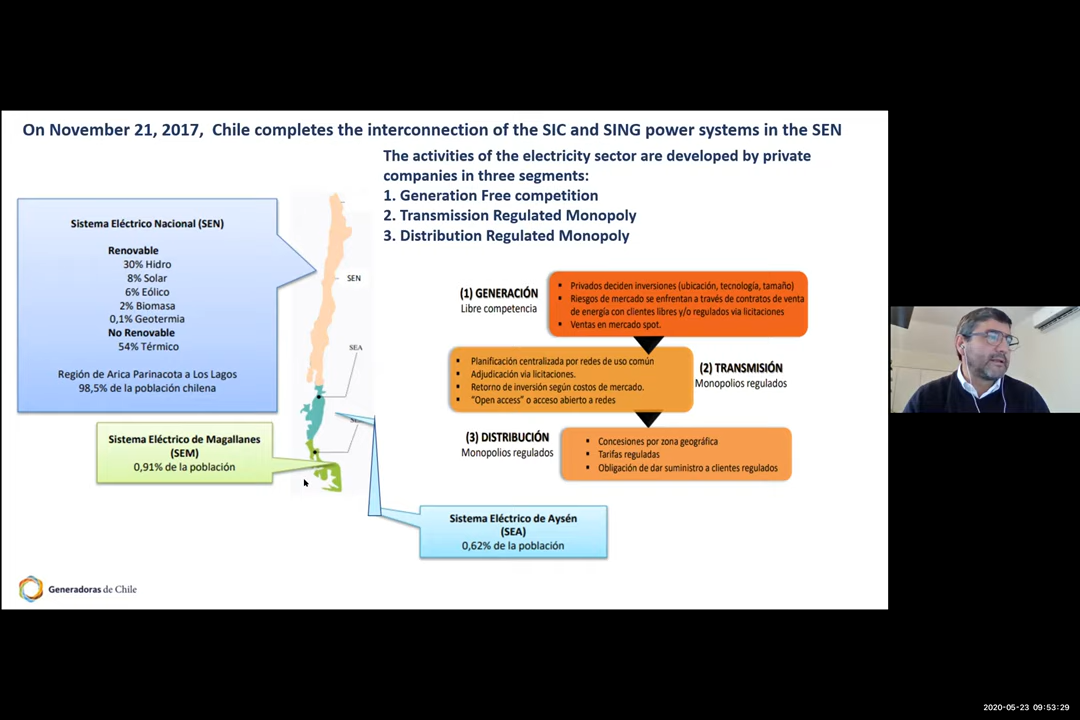 On November 21, 2017, Chile completes the interconnection of the SIC and SING power systems in the SEN
The activities of the electricity sector are developed by private
companies in three segments:
1. Generation Free competition
2. Transmission Regulated Monopoly
3. Distribution Regulated Monopoly
Sistema Eléctrico Nacional (SEN)
Renovable
30% Hidro
8% Solar
6% Eólico
2% Biomasa
0,1% Geotermia
No Renovable
54% Térmico
Región de Arica Parinacota a Los Lagos
98,5% de la población chilena
SEN
SEA
Sistema Eléctrico de Magallanes
(SEM)
0,91% de la población
Sistema Eléctrico de Aysén
(SEA)
0,62% de la población
(1) GENERACIÓN
Libre competencia
▪ Privados deciden inversiones (ubicación, tecnología, tamaño)
▪ Riesgos de mercado se enfrentan a través de contratos de venta
de energía con clientes libres y/o regulados via licitaciones
▪ Ventas en mercado spot.
▪ Planificación centralizada por redes de uso común
▪ Adjudicación via licitaciones.
▪ Retorno de inversión según costos de mercado.
▪ "Open access" o acceso abierto a redes
(2) TRANSMISIÓN
Monopolios regulados
(3) DISTRIBUCIÓN
Monopolios regulados
▪ Concesiones por zona geográfica
▪ Tarifas reguladas
▪ Obligación de dar suministro a clientes regulados
Generadoras de Chile
2020-05-23 09:53:29